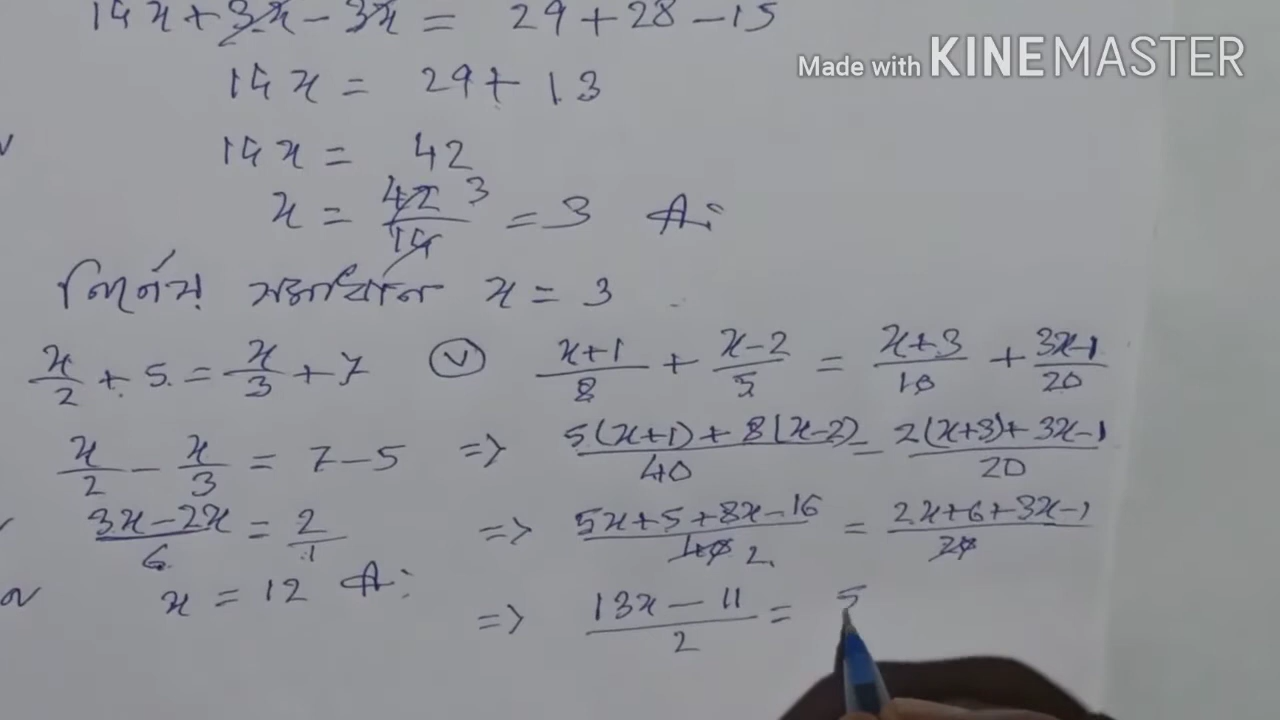 14x + 3x - 3x = 29 + 28 - 15
Made with KINEMASTER
14x = 29 + 13
14x = 42
x = 42/14 3 = 3 A:
নির্ণেয় সমাধান x = 3
x/2 + 5 = x/3 + 7
x/2 - x/3 = 7 - 5
(3x - 2x)/6 = 2/1
x = 12 A:
(v) (x+1)/8 + (x-2)/5 = (x+3)/10 + (3x-1)/20
=> (5(x+1) + 8(x-2))/40 = (2(x+3) + 3x-1)/20
=> (5x+5+8x-16)/40 2 = (2x+6+3x-1)/20
=> (13x - 11)/2 = 5